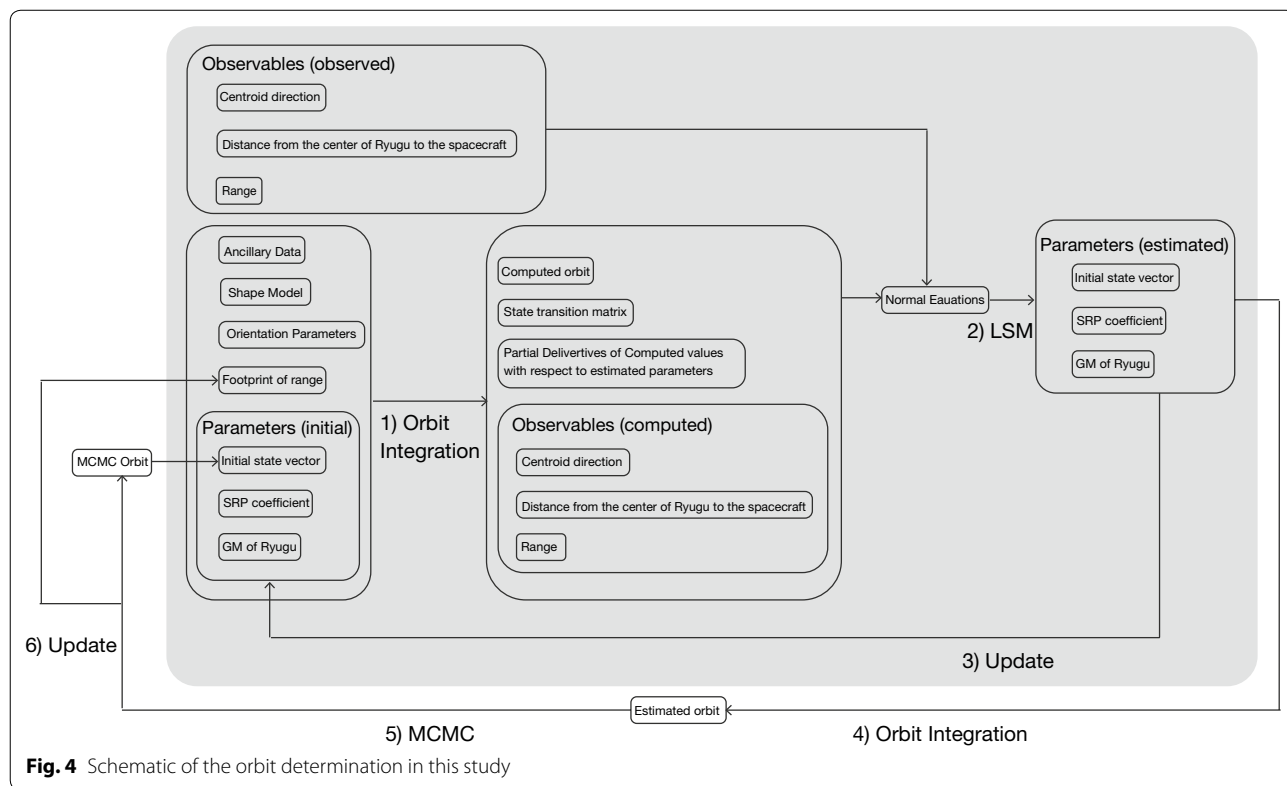 Observables (observed)
Centroid direction
Distance from the center of Ryugu to the spacecraft
Range
Ancillary Data
Shape Model
Orientation Parameters
Footprint of range
Parameters (initial)
Initial state vector
SRP coefficient
GM of Ryugu
MCMC Orbit
1) Orbit
Integration
Computed orbit
State transition matrix
Partial Delivertives of Computed values
with respect to estimated parameters
Observables (computed)
Centroid direction
Distance from the center of Ryugu to the spacecraft
Range
Normal Eauations
2) LSM
Parameters (estimated)
Initial state vector
SRP coefficient
GM of Ryugu
3) Update
6) Update
Estimated orbit
5) MCMC
4) Orbit Integration
Fig. 4 Schematic of the orbit determination in this study